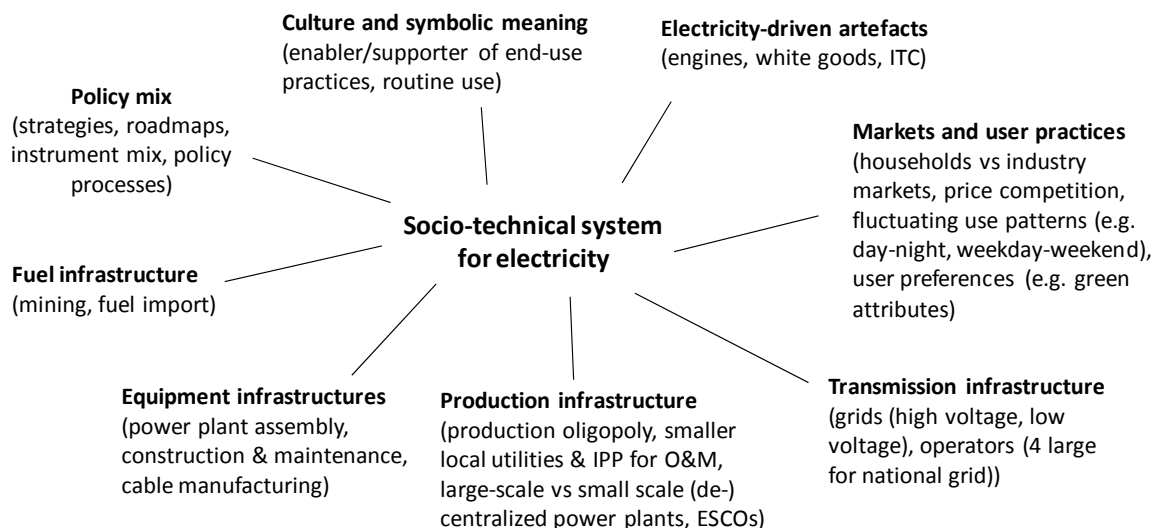 Culture and symbolic meaning
(enabler/supporter of end-use
practices, routine use)
Electricity-driven artefacts
(engines, white goods, ITC)
Policy mix
(strategies, roadmaps,
instrument mix, policy
processes)
Markets and user practices
(households vs industry
markets, price competition,
fluctuating use patterns (e.g.
day-night, weekday-weekend),
user preferences (e.g. green
attributes)
Socio-technical system
for electricity
Fuel infrastructure
(mining, fuel import)
Equipment infrastructures
(power plant assembly,
construction & maintenance,
cable manufacturing)
Production infrastructure
(production oligopoly, smaller
local utilities & IPP for O&M,
large-scale vs small scale (de-)
centralized power plants, ESCOs)
Transmission infrastructure
(grids (high voltage, low
voltage), operators (4 large
for national grid))